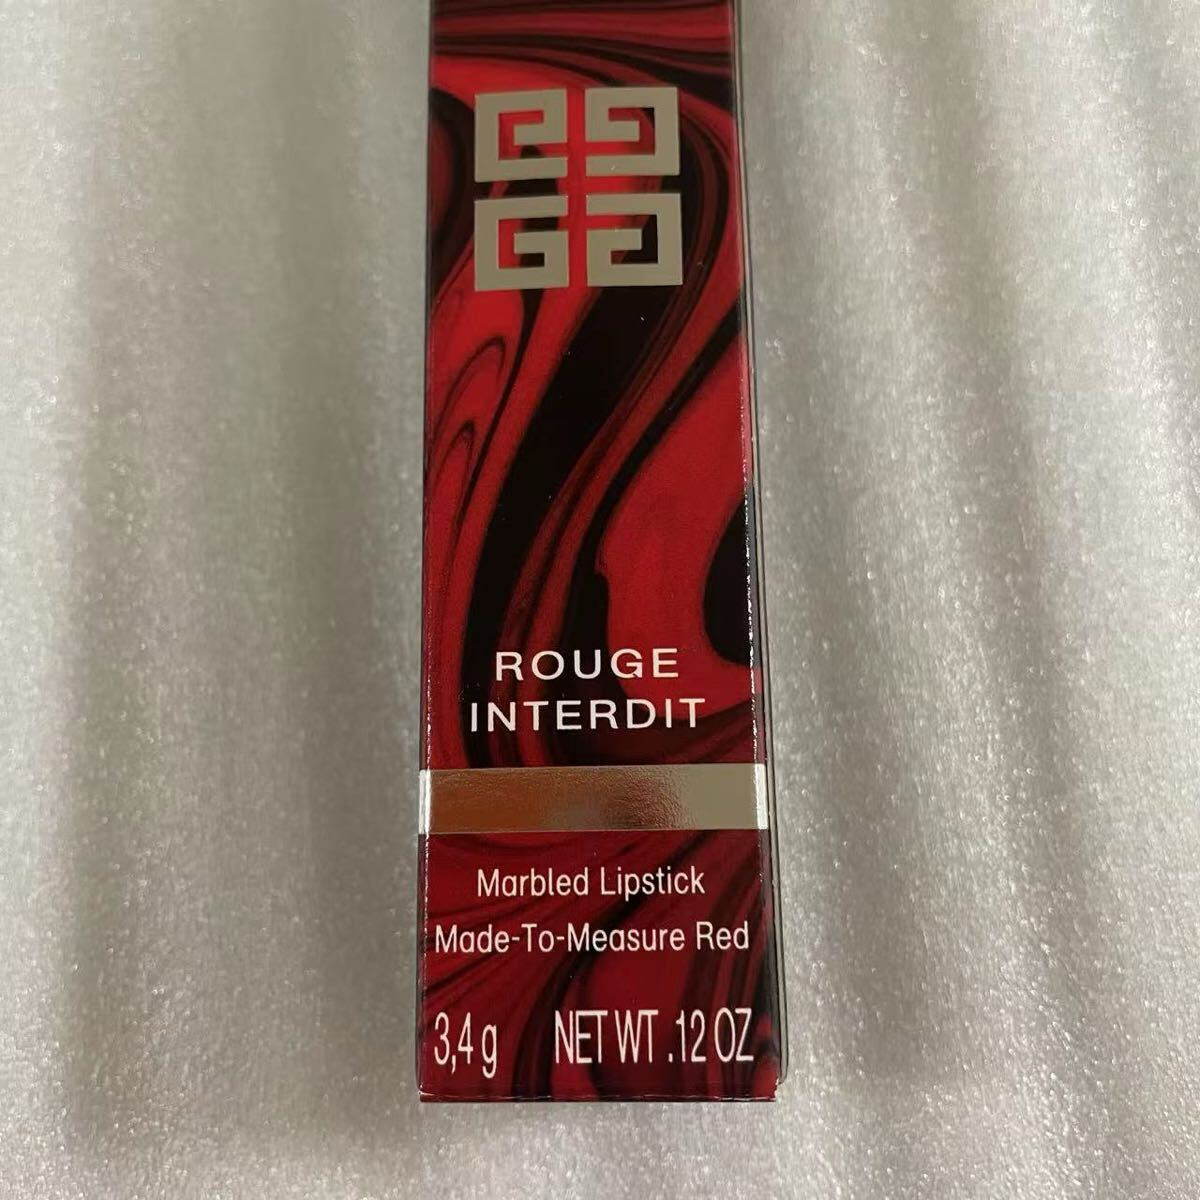 ROUGE
INTERDIT
Marbled Lipstick
Made-To-Measure Red
3,4 g NET WT .12 OZ